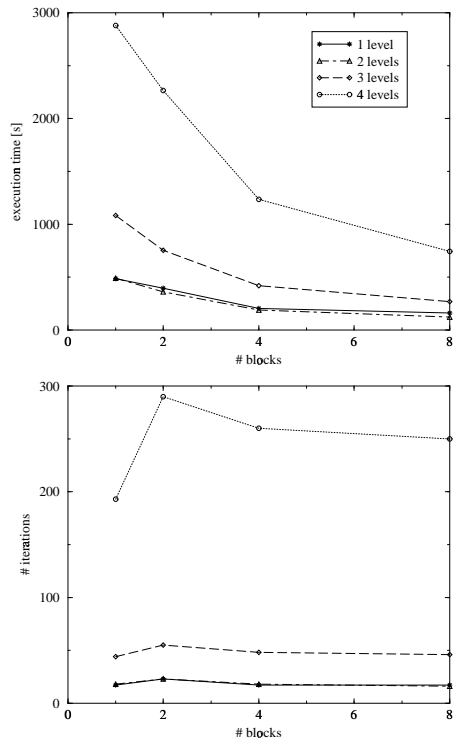 3000
2000
1000
0
execution time [s]
1 level
2 levels
3 levels
4 levels
0
2
4
6
8
# blocks
300
200
100
0
# iterations
0
2
4
6
8
# blocks